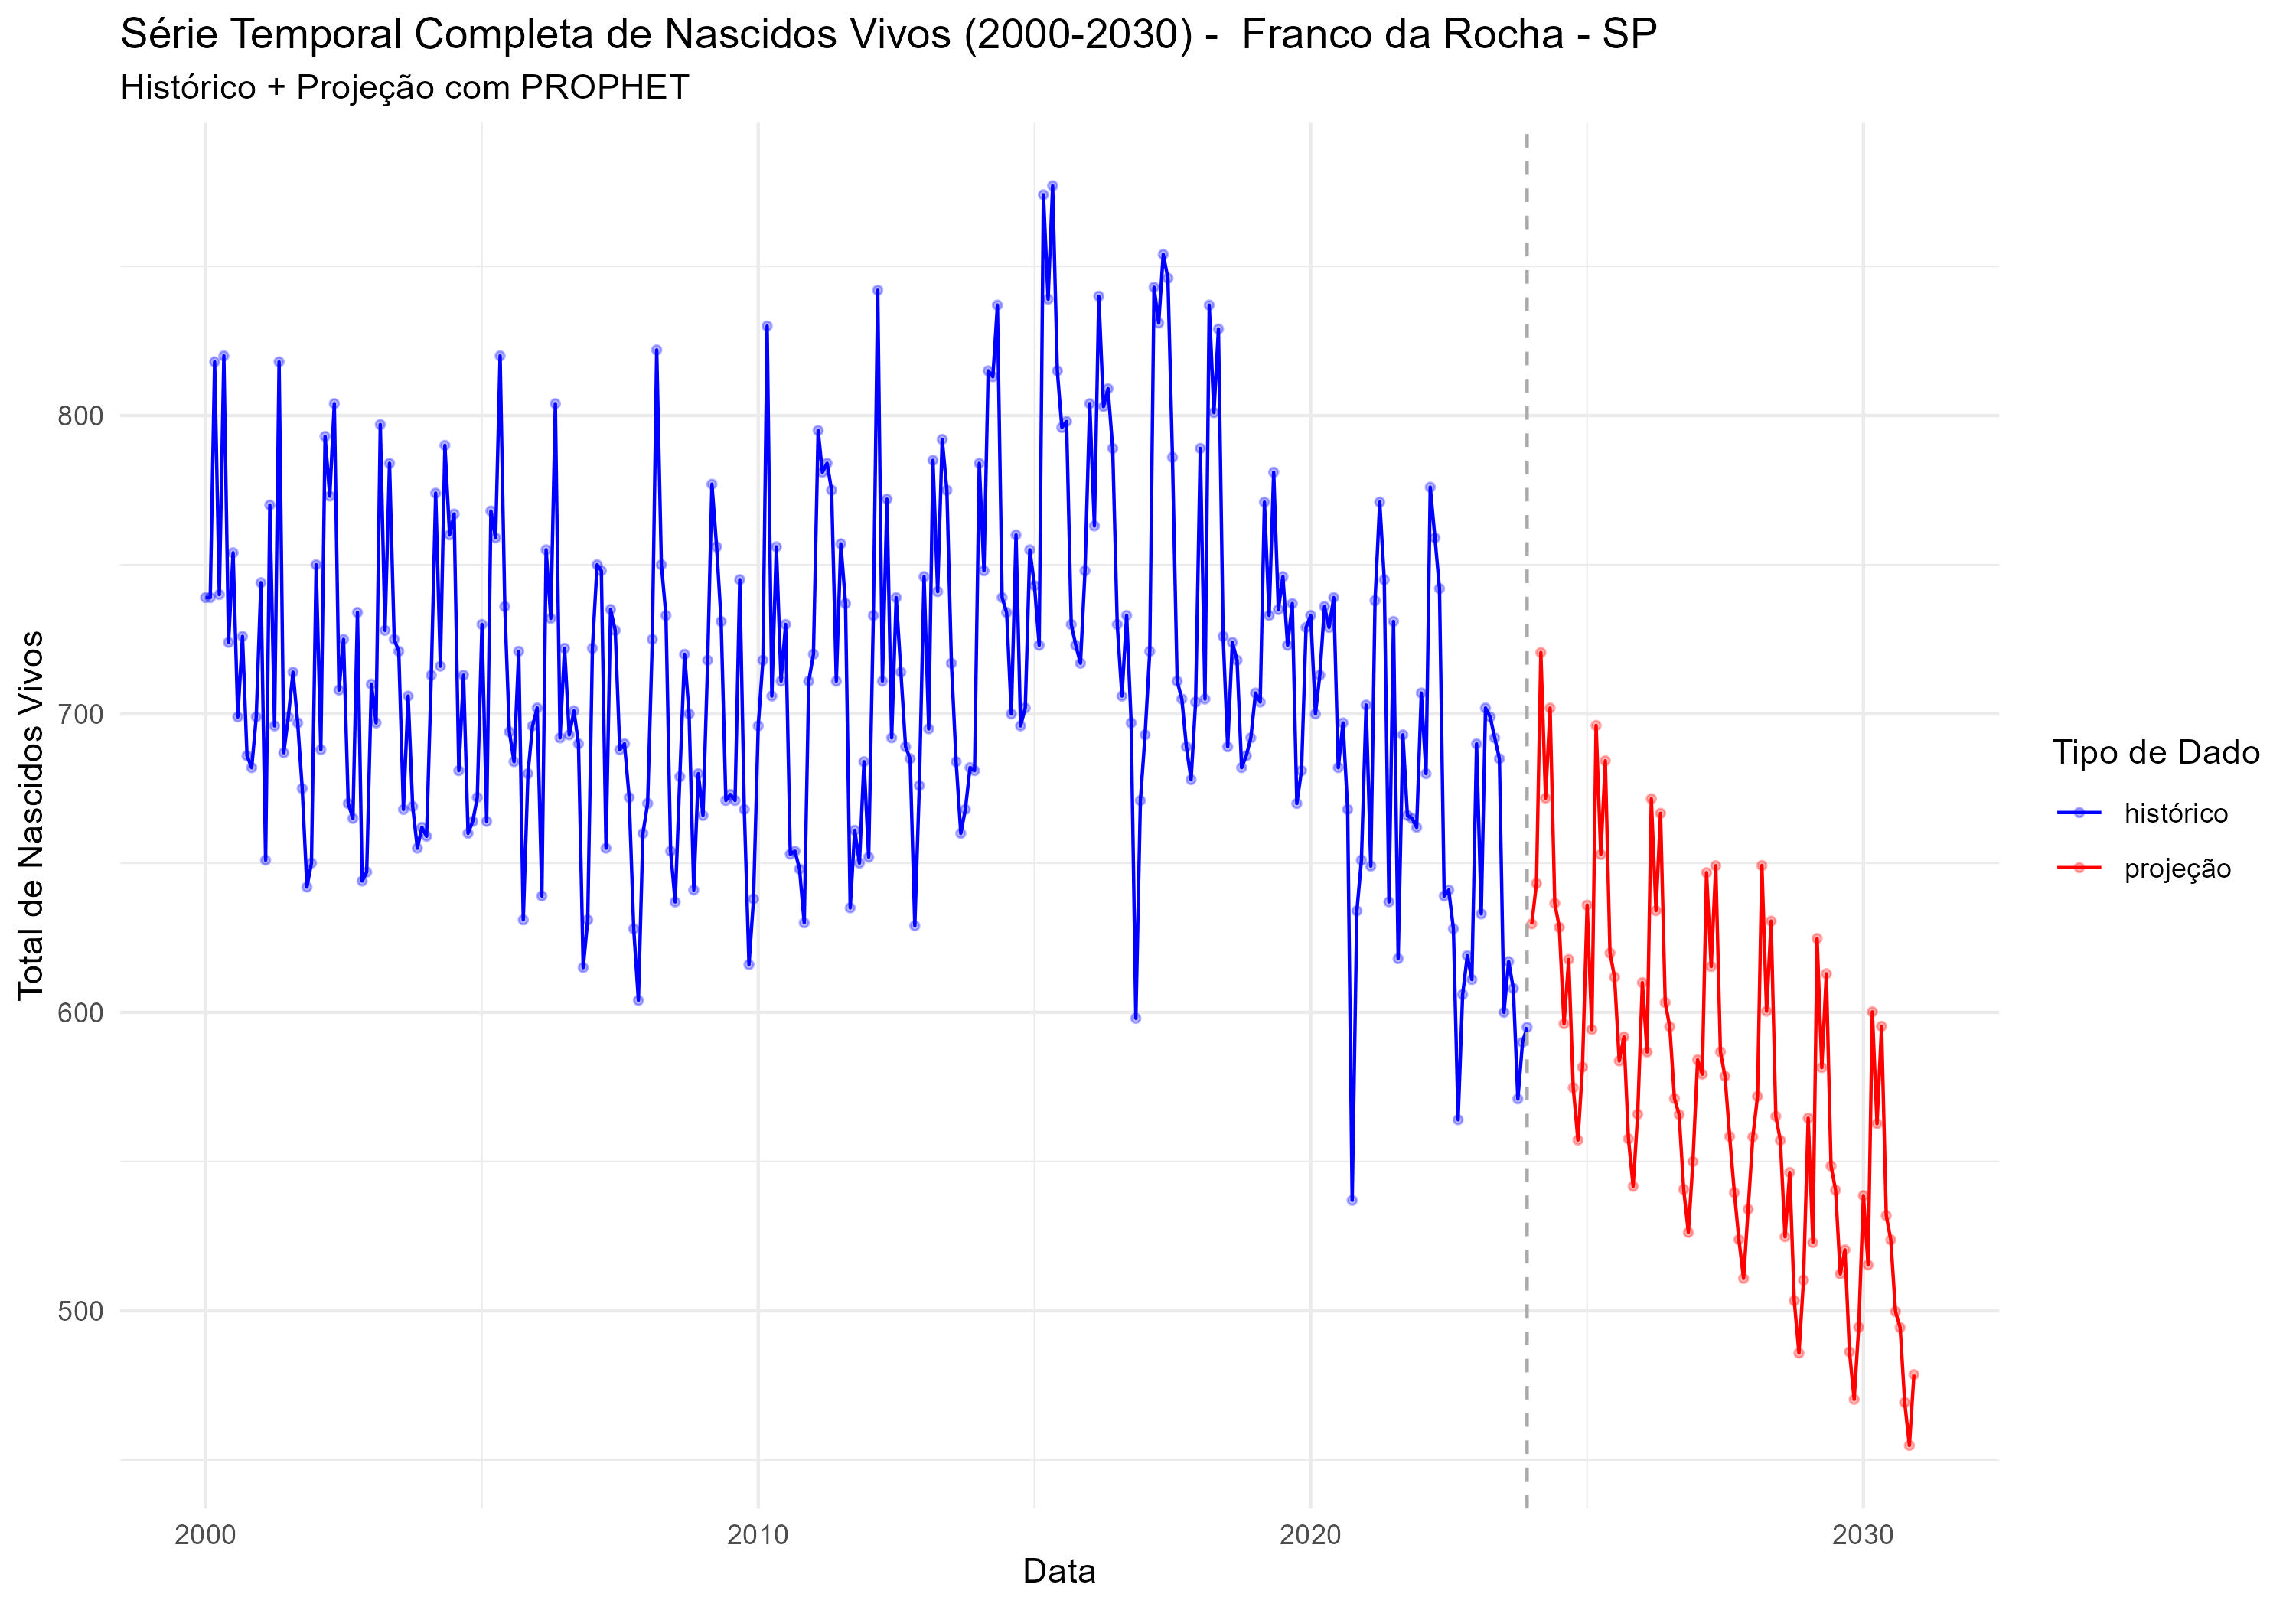 Série Temporal Completa de Nascidos Vivos (2000-2030) -  Franco da Rocha - SP
Histórico + Projeção com PROPHET
Total de Nascidos Vivos
800
700
600
500
2000
2010
2020
2030
Data
Tipo de Dado
histórico
projeção